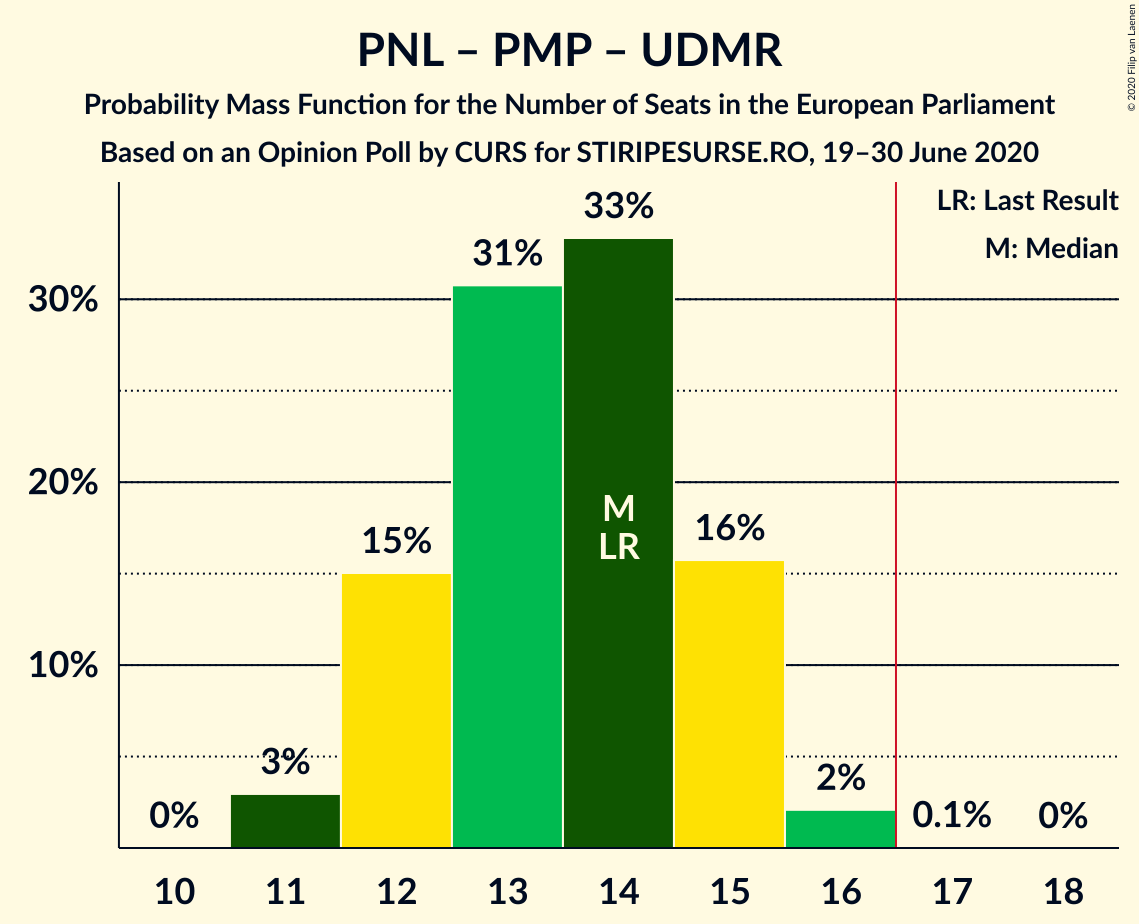 PNL – PMP – UDMR
Probability Mass Function for the Number of Seats in the European Parliament
Based on an Opinion Poll by CURS for STIRIPESURSE.RO, 19–30 June 2020
© 2020 Filip van Laenen
LR: Last Result
M: Median
30%
20%
10%
0%
3%
15%
31%
33%
M
LR
16%
2%
0.1%
0%
10 11 12 13 14 15 16 17 18